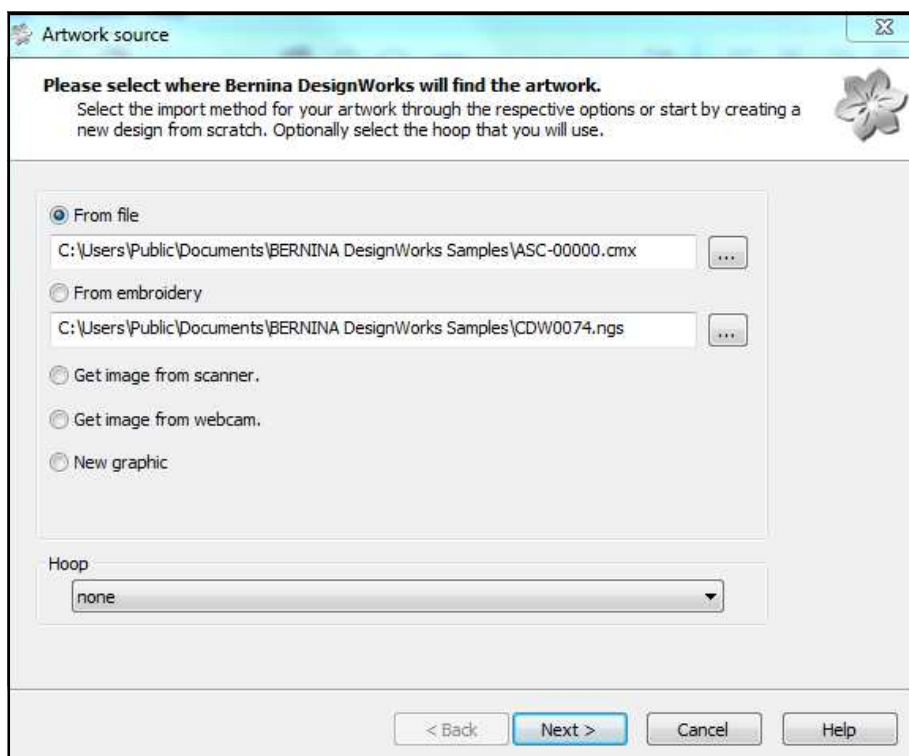 Artwork source
Please select where Bernina DesignWorks will find the artwork.
Select the import method for your artwork through the respective options or start by creating a
new design from scratch. Optionally select the hoop that you will use.
From file
C:\Users\Public\Documents\BERNINA DesignWorks Samples\ASC-00000.cmx
...
From embroidery
C:\Users\Public\Documents\BERNINA DesignWorks Samples\CDW0074.ngs
...
Get image from scanner.
Get image from webcam.
New graphic
Hoop
none
< Back Next > Cancel Help